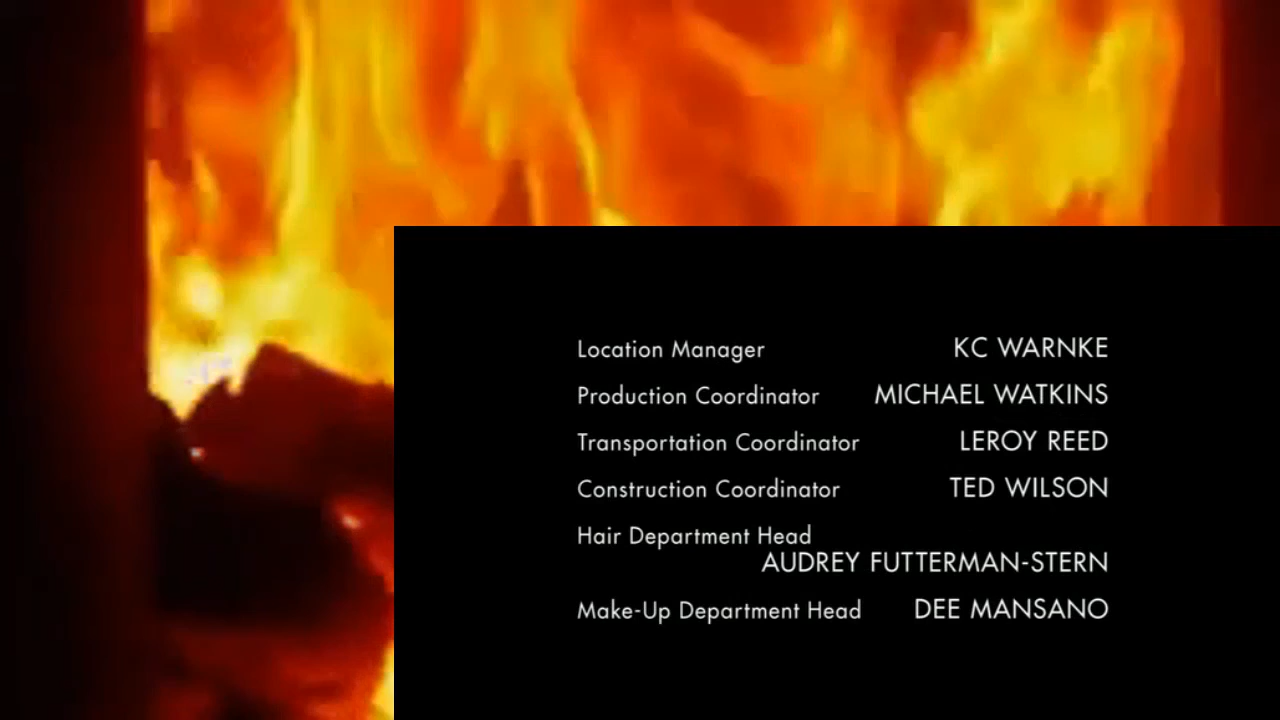 Location Manager KC WARNKE
Production Coordinator MICHAEL WATKINS
Transportation Coordinator LEROY REED
Construction Coordinator TED WILSON
Hair Department Head
AUDREY FUTTERMAN-STERN
Make-Up Department Head DEE MANSANO